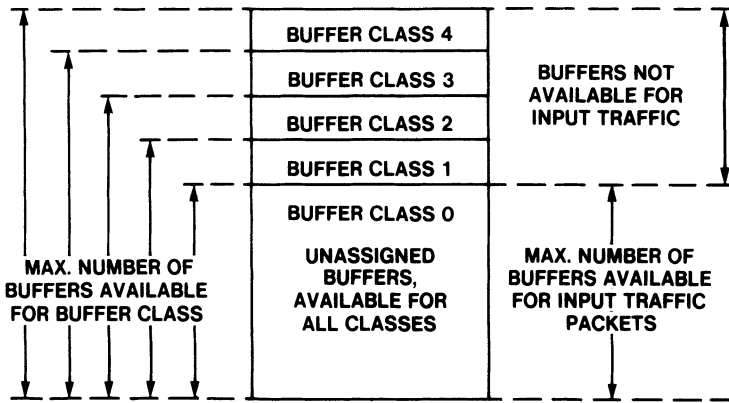 BUFFER CLASS 4
BUFFER CLASS 3
BUFFER CLASS 2
BUFFER CLASS 1
BUFFER CLASS 0
UNASSIGNED
BUFFERS,
AVAILABLE FOR
ALL CLASSES
MAX. NUMBER OF
BUFFERS AVAILABLE
FOR BUFFER CLASS
BUFFERS NOT
AVAILABLE FOR
INPUT TRAFFIC
MAX. NUMBER OF
BUFFERS AVAILABLE
FOR INPUT TRAFFIC
PACKETS